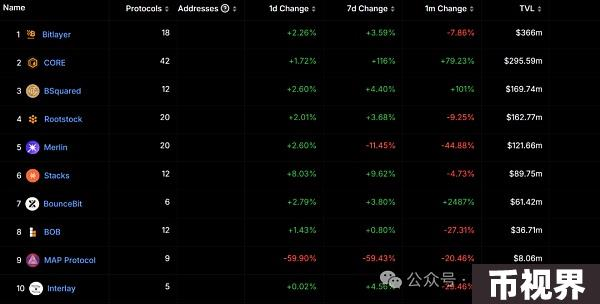 Name Protocols Addresses ? 1d Change 7d Change 1m Change TVL
1 Bitlayer 18 +2.26% +3.59% -7.86% $366m
2 CORE 42 +1.72% +116% +79.23% $295.59m
3 BSquared 12 +2.60% +4.40% +101% $169.74m
4 Rootstock 20 +2.01% +3.68% -9.25% $162.77m
5 Merlin 20 +2.60% -11.45% -44.88% $121.66m
6 Stacks 12 +8.03% +9.62% -4.73% $89.75m
7 BounceBit 6 +2.79% +3.80% +2487% $61.42m
8 BOB 12 +1.43% +0.80% -27.31% $36.71m
9 MAP Protocol 9 -59.90% -59.43% -20.46% $8.06m
10 Interlay 5 +0.02% +4.56%
公众号 ·
币视界